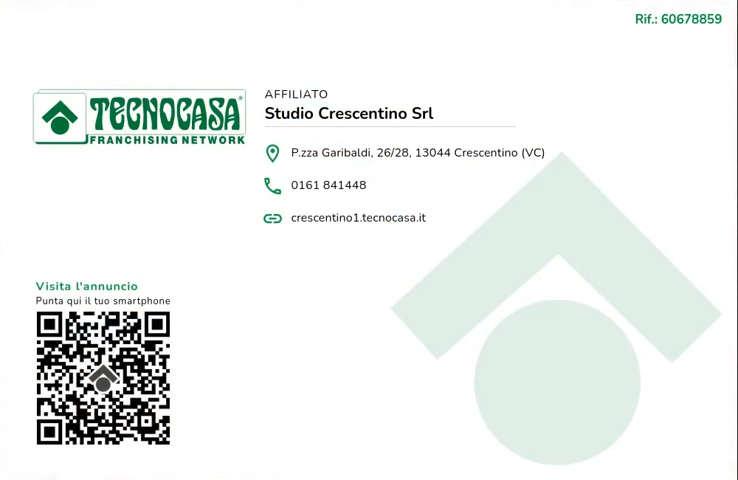 Rif.: 60678859
TECNOCASA®
FRANCHISING NETWORK
AFFILIATO
Studio Crescentino Srl
P.zza Garibaldi, 26/28, 13044 Crescentino (VC)
0161 841448
crescentino1.tecnocasa.it
Visita l'annuncio
Punta qui il tuo smartphone